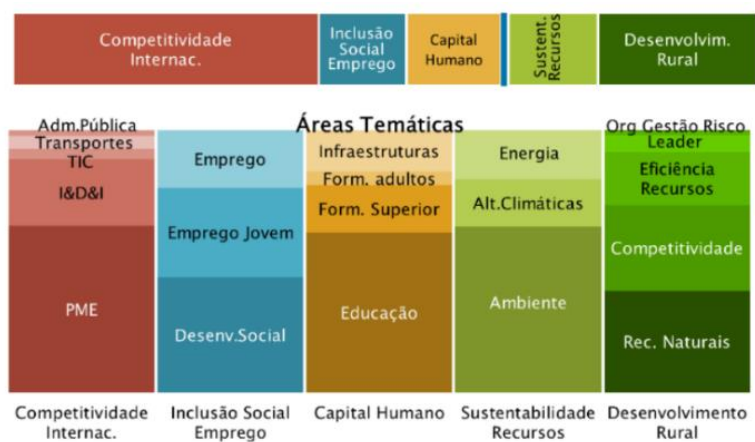 Competitividade
Internac.
Inclusão
Social
Emprego
Capital
Humano
Sustent.
Recursos
Desenvolvim.
Rural
Áreas Temáticas
Adm.Pública
Transportes
TIC
I&D&I
PME
Emprego
Emprego Jovem
Desenv.Social
Infraestruturas
Form. adultos
Form. Superior
Educação
Energia
Alt.Climáticas
Ambiente
Org Gestão Risco
Leader
Eficiência
Recursos
Competitividade
Rec. Naturais
Competitividade
Internac.
Inclusão Social
Emprego
Capital Humano
Sustentabilidade
Recursos
Desenvolvimento
Rural